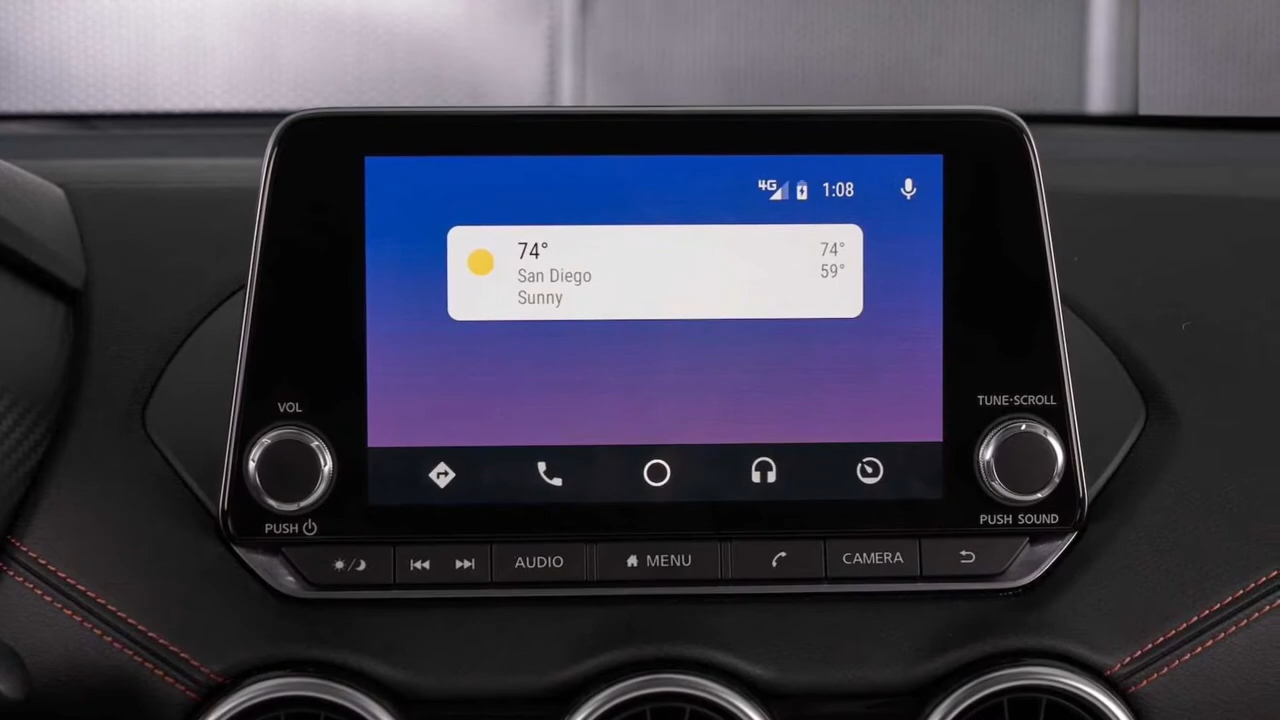 4G 1:08
74°
San Diego
Sunny
74°
59°
VOL
PUSH
TUNE•SCROLL
PUSH SOUND
AUDIO
MENU
CAMERA